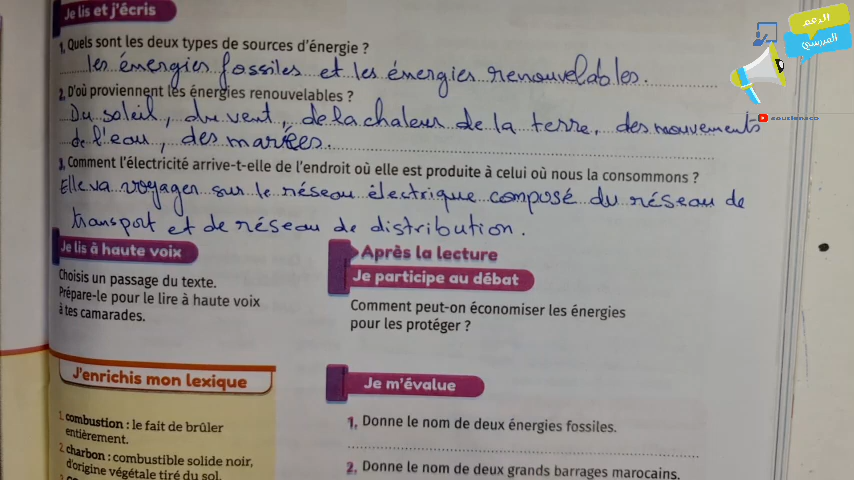 Je lis et j'écris
الدعم
المدرسي
1. Quels sont les deux types de sources d'énergie ?
les énergies fossiles et les énergies renouvelables.
2. D'où proviennent les énergies renouvelables ?
Du soleil, du vent, de la chaleur de la terre, des mouvements
de l'eau, des marées.
3. Comment l'électricité arrive-t-elle de l'endroit où elle est produite à celui où nous la consommons ?
Elle va voyager sur le réseau électrique composé du réseau de
transport et de réseau de distribution.
Je lis à haute voix
Choisis un passage du texte.
Prépare-le pour le lire à haute voix
à tes camarades.
Après la lecture
Je participe au débat
Comment peut-on économiser les énergies
pour les protéger ?
J'enrichis mon lexique
1. combustion : le fait de brûler
entièrement.
2. charbon : combustible solide noir,
d'origine végétale tiré du sol.
Je m'évalue
1. Donne le nom de deux énergies fossiles.
2. Donne le nom de deux grands barrages marocains.